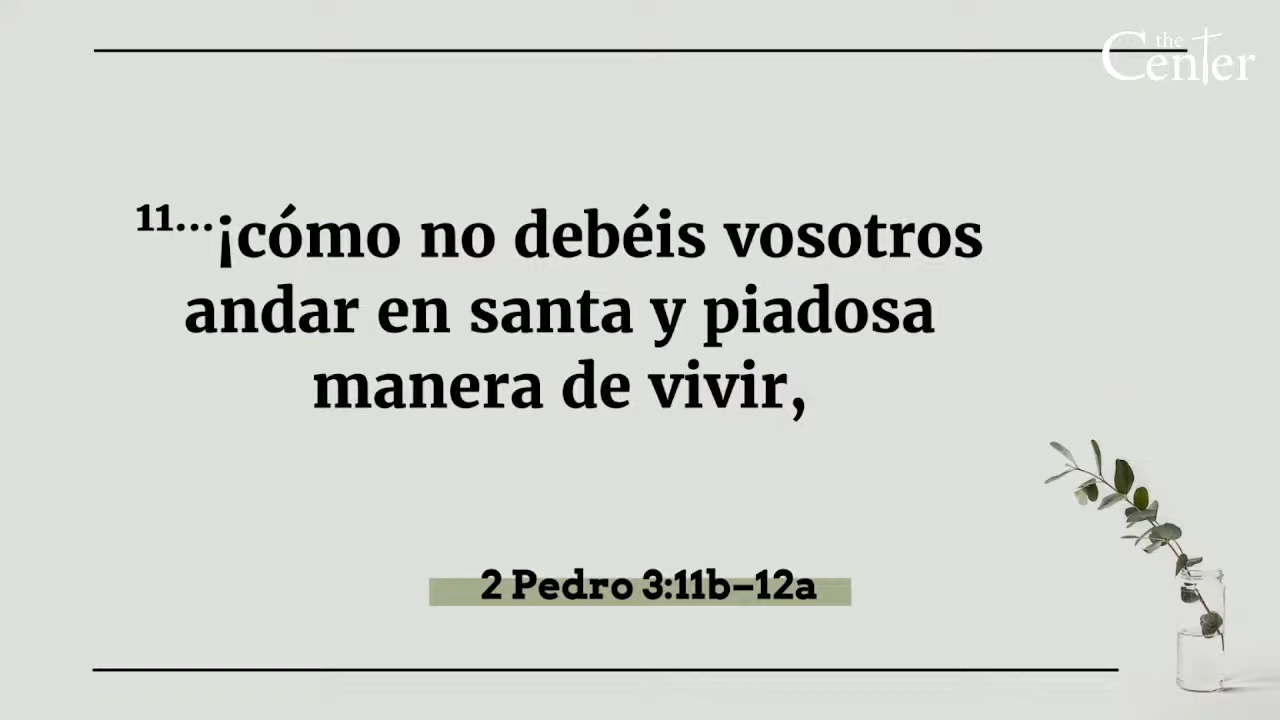 the
Center
¹¹...¡cómo no debéis vosotros
andar en santa y piadosa
manera de vivir,
2 Pedro 3:11b–12a